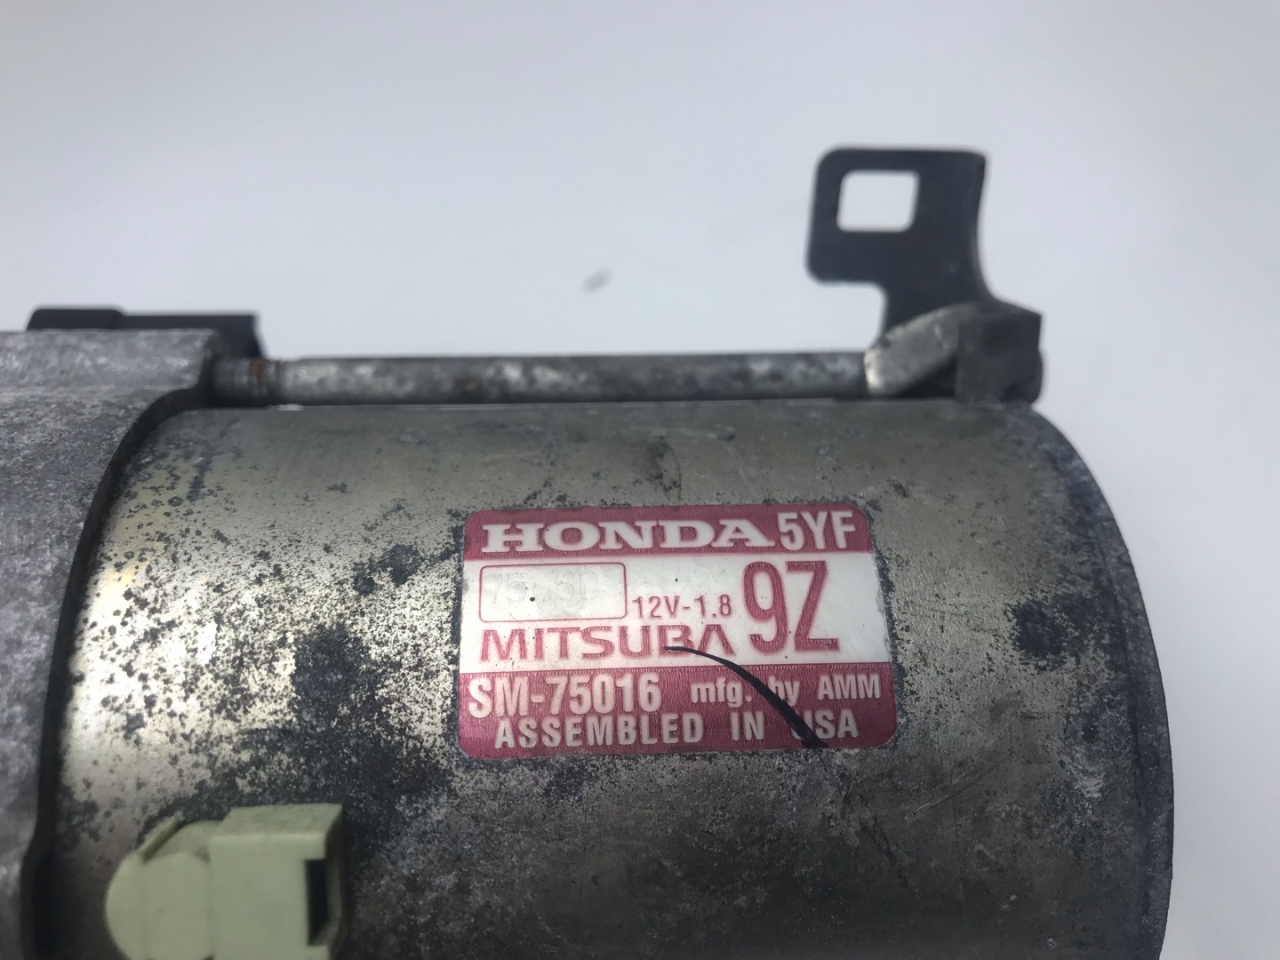 HONDA 5YF
12V-1.8 9Z
MITSUBA
SM-75016 mfg. by AMM
ASSEMBLED IN USA